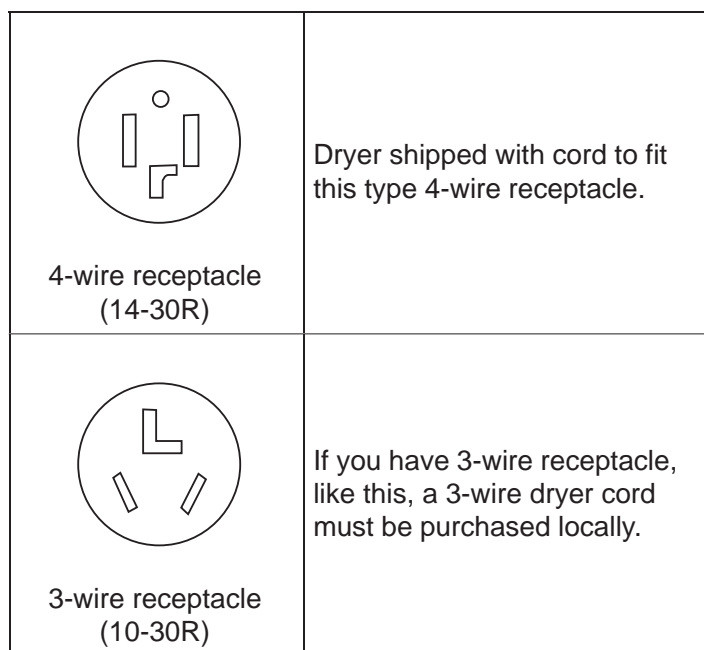 4-wire receptacle
(14-30R)
Dryer shipped with cord to fit
this type 4-wire receptacle.
3-wire receptacle
(10-30R)
If you have 3-wire receptacle,
like this, a 3-wire dryer cord
must be purchased locally.